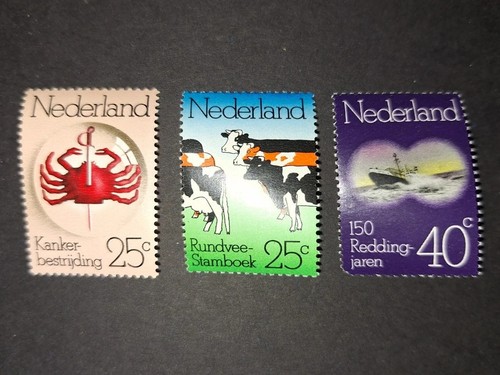 Nederland
Kanker-
bestrijding 25c
Nederland
Rundvee-
Stamboek 25c
Nederland
150
Redding-
jaren 40c